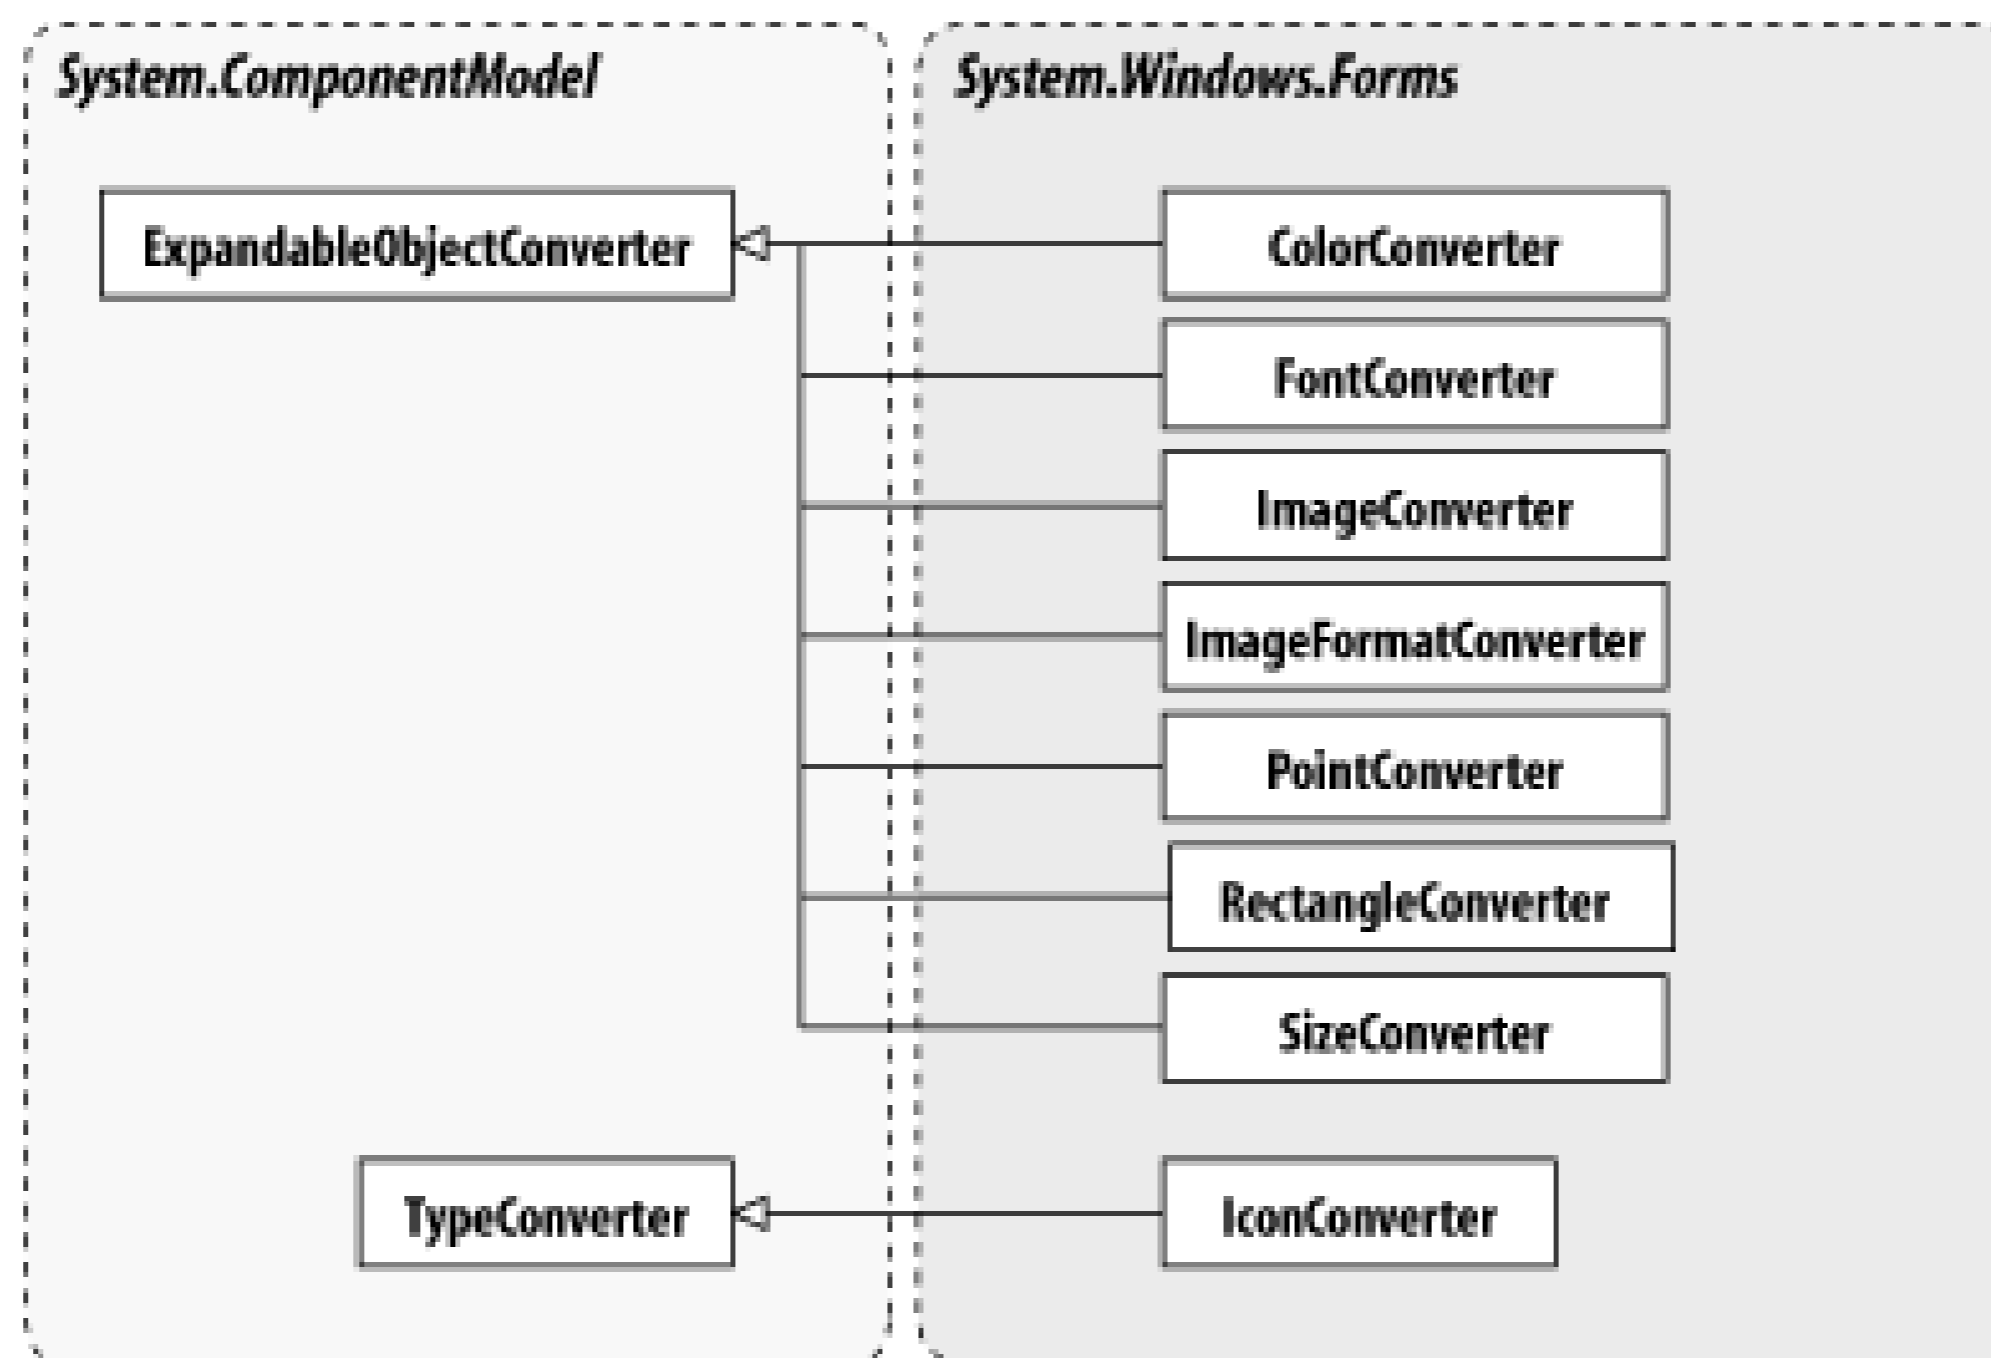 System.ComponentModel
System.Windows.Forms
ExpandableObjectConverter
ColorConverter
FontConverter
ImageConverter
ImageFormatConverter
PointConverter
RectangleConverter
SizeConverter
TypeConverter
IconConverter